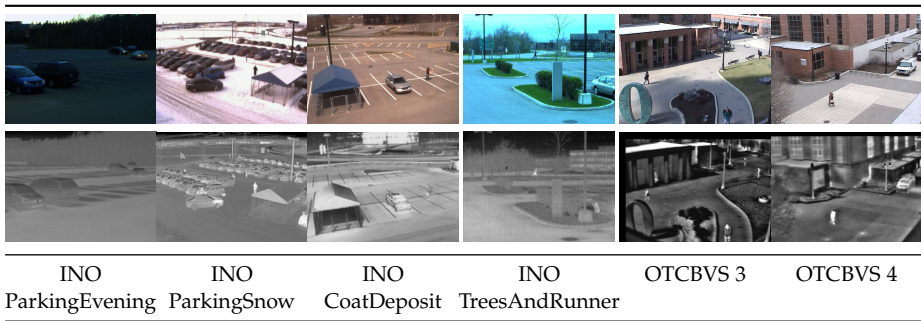 INO INO INO INO OTCBVS 3 OTCBVS 4
ParkingEvening ParkingSnow CoatDeposit TreesAndRunner